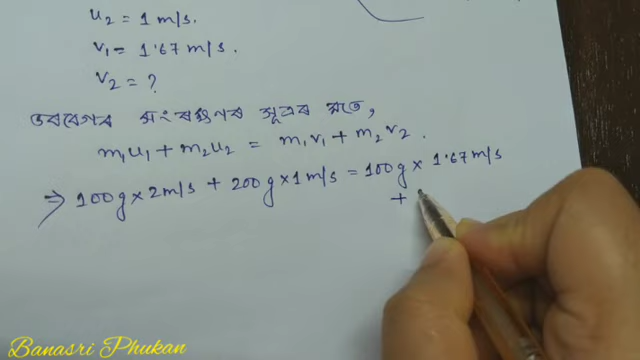 u₂ = 1 m/s.
v₁ = 1.67 m/s.
v₂ = ?
ভৰবেগৰ সংৰক্ষণৰ সূত্ৰৰ মতে,
m₁u₁ + m₂u₂ = m₁v₁ + m₂v₂.
⇒ 100g × 2m/s + 200g × 1m/s = 100g × 1.67 m/s
+
Banasri Phukan